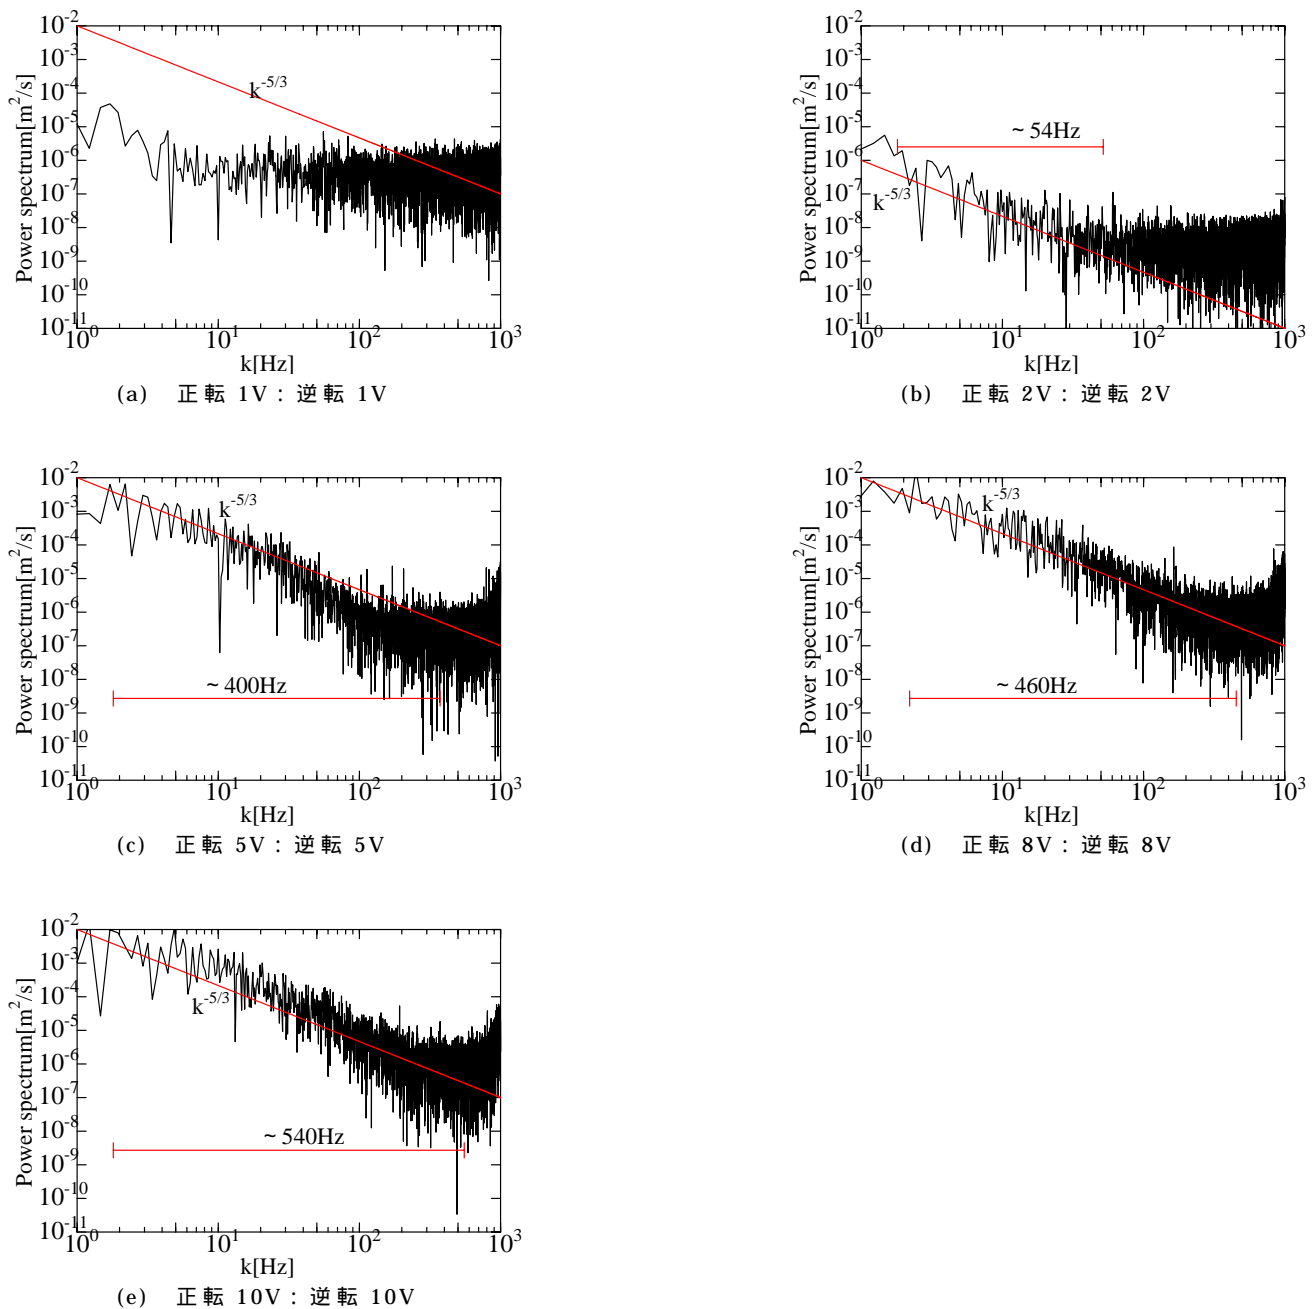 10^-2
10^-3
10^-4
10^-5
10^-6
10^-7
10^-8
10^-9
10^-10
10^-11
Power spectrum[m^2/s]
k^-5/3
10^0 10^1 10^2 10^3
k[Hz]
(a) 正転 1V : 逆転 1V
10^-2
10^-3
10^-4
10^-5
10^-6
10^-7
10^-8
10^-9
10^-10
10^-11
Power spectrum[m^2/s]
~54Hz
k^-5/3
10^0 10^1 10^2 10^3
k[Hz]
(b) 正転 2V : 逆転 2V
10^-2
10^-3
10^-4
10^-5
10^-6
10^-7
10^-8
10^-9
10^-10
10^-11
Power spectrum[m^2/s]
k^-5/3
~400Hz
10^0 10^1 10^2 10^3
k[Hz]
(c) 正転 5V : 逆転 5V
10^-2
10^-3
10^-4
10^-5
10^-6
10^-7
10^-8
10^-9
10^-10
10^-11
Power spectrum[m^2/s]
k^-5/3
~460Hz
10^0 10^1 10^2 10^3
k[Hz]
(d) 正転 8V : 逆転 8V
10^-2
10^-3
10^-4
10^-5
10^-6
10^-7
10^-8
10^-9
10^-10
10^-11
Power spectrum[m^2/s]
k^-5/3
~540Hz
10^0 10^1 10^2 10^3
k[Hz]
(e) 正転 10V : 逆転 10V